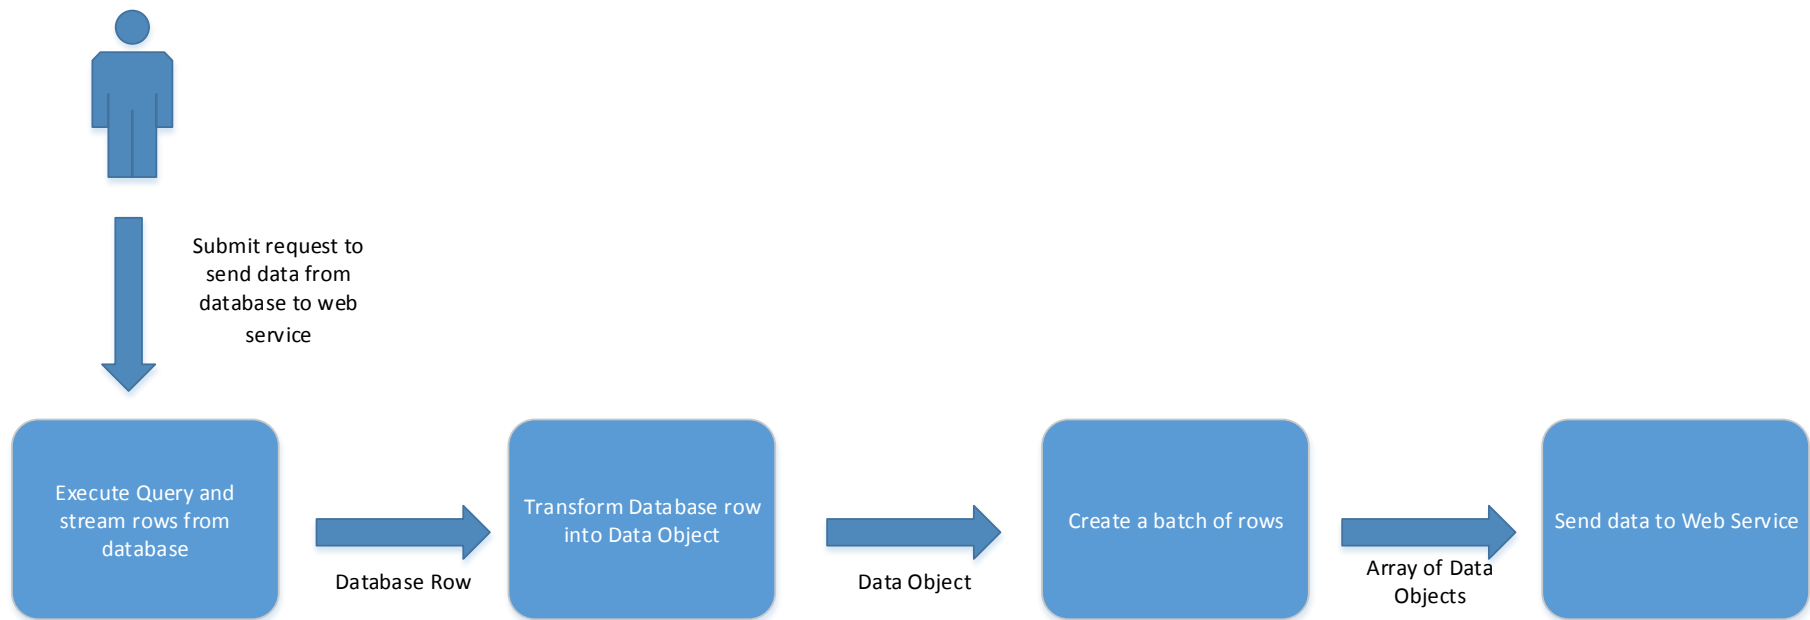 Submit request to
send data from
database to web
service
Execute Query and
stream rows from
database
Database Row
Transform Database row
into Data Object
Data Object
Create a batch of rows
Array of Data
Objects
Send data to Web Service